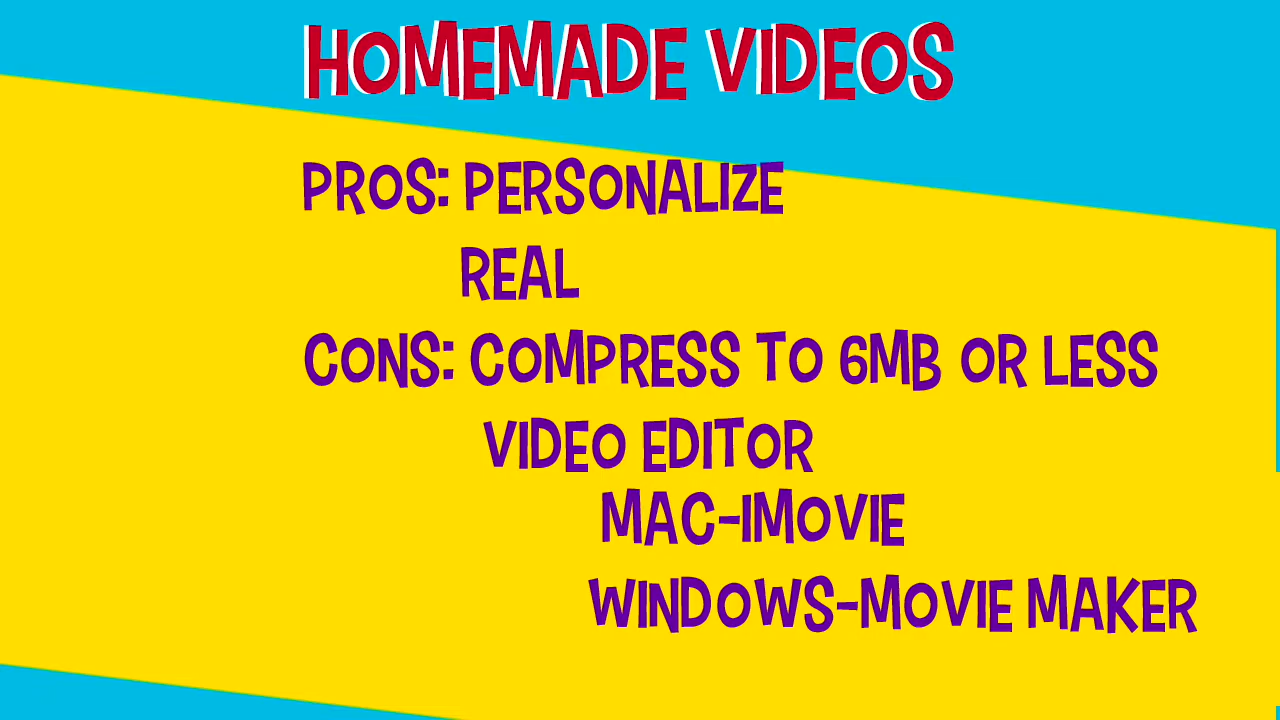 HOMEMADE VIDEOS
PROS: PERSONALIZE
REAL
CONS: COMPRESS TO 6MB OR LESS
VIDEO EDITOR
MAC-IMOVIE
WINDOWS-MOVIE MAKER